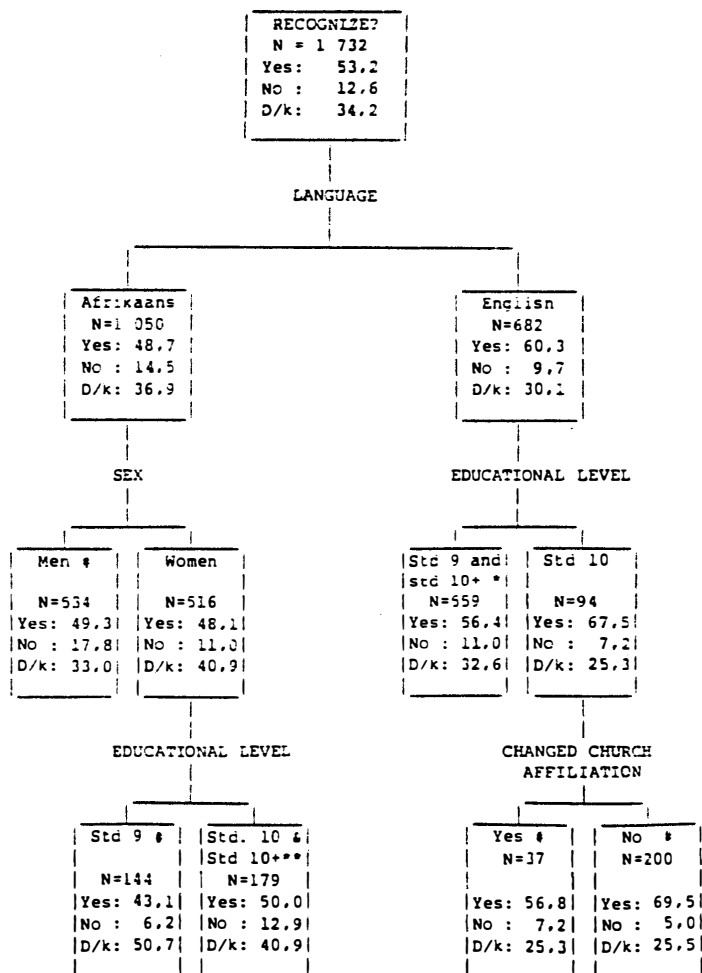 RECOGNIZE?
N = 1 732
Yes: 53,2
No : 12,6
D/k: 34,2
LANGUAGE
Afrikaans
N=1 050
Yes: 48,7
No : 14,5
D/k: 36,9
English
N=682
Yes: 60,3
No : 9,7
D/k: 30,1
SEX
EDUCATIONAL LEVEL
Men #
N=534
Yes: 49,3
No : 17,8
D/k: 33,0
Women
N=516
Yes: 48,1
No : 11,0
D/k: 40,9
Std 9 and
std 10+ *
N=559
Yes: 56,4
No : 11,0
D/k: 32,6
Std 10
N=94
Yes: 67,5
No : 7,2
D/k: 25,3
EDUCATIONAL LEVEL
CHANGED CHURCH
AFFILIATION
Std 9 #
N=144
Yes: 43,1
No : 6,2
D/k: 50,7
Std. 10 &
Std 10+**
N=179
Yes: 50,0
No : 12,9
D/k: 40,9
Yes #
N=37
Yes: 56,8
No : 7,2
D/k: 25,3
No #
N=200
Yes: 69,5
No : 5,0
D/k: 25,5